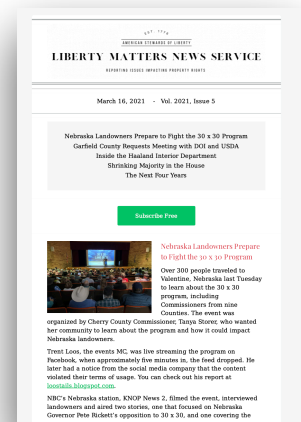 EST 1776
AMERICAN STEWARDS OF LIBERTY
LIBERTY MATTERS NEWS SERVICE
REPORTING ISSUES IMPACTING PROPERTY RIGHTS
March 16, 2021 - Vol. 2021, Issue 5
Nebraska Landowners Prepare to Fight the 30 x 30 Program
Garfield County Requests Meeting with DOI and USDA
Inside the Haaland Interior Department
Shrinking Majority in the House
The Next Four Years
Subscribe Free
Nebraska Landowners Prepare
to Fight the 30 x 30 Program
Over 300 people traveled to
Valentine, Nebraska last Tuesday
to learn about the 30 x 30
program, including
Commissioners from nine
Counties. The event was
organized by Cherry County Commissioner, Tanya Storer, who wanted
her community to learn about the program and how it could impact
Nebraska landowners.
Trent Loos, the events MC, was live streaming the program on
Facebook, when approximately five minutes in, the feed dropped. He
later had a notice from the social media company that the content
violated their terms of usage. You can check out his report at
loostails.blogspot.com.
NBC's Nebraska station, KNOP News 2, filmed the event, interviewed
landowners and aired two stories, one that focused on Nebraska
Governor Pete Rickett's opposition to 30 x 30, and one covering the